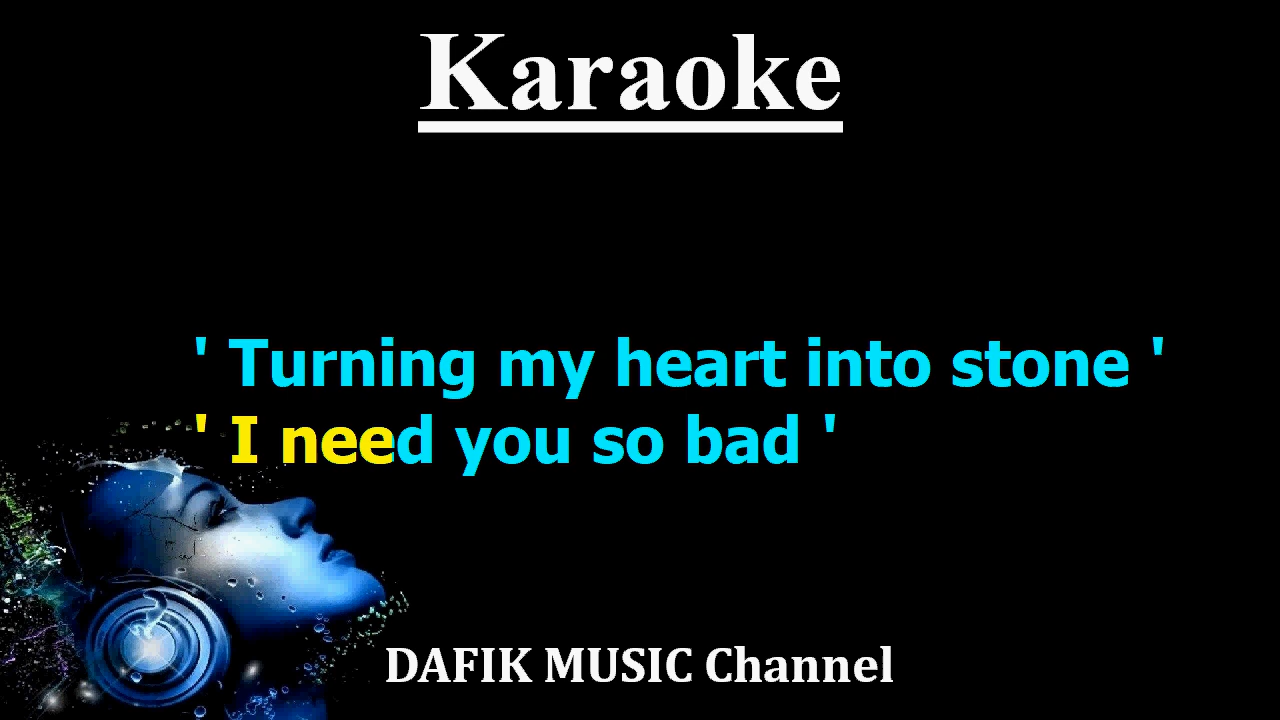 Karaoke
' Turning my heart into stone '
' I need you so bad '
DAFIK MUSIC Channel